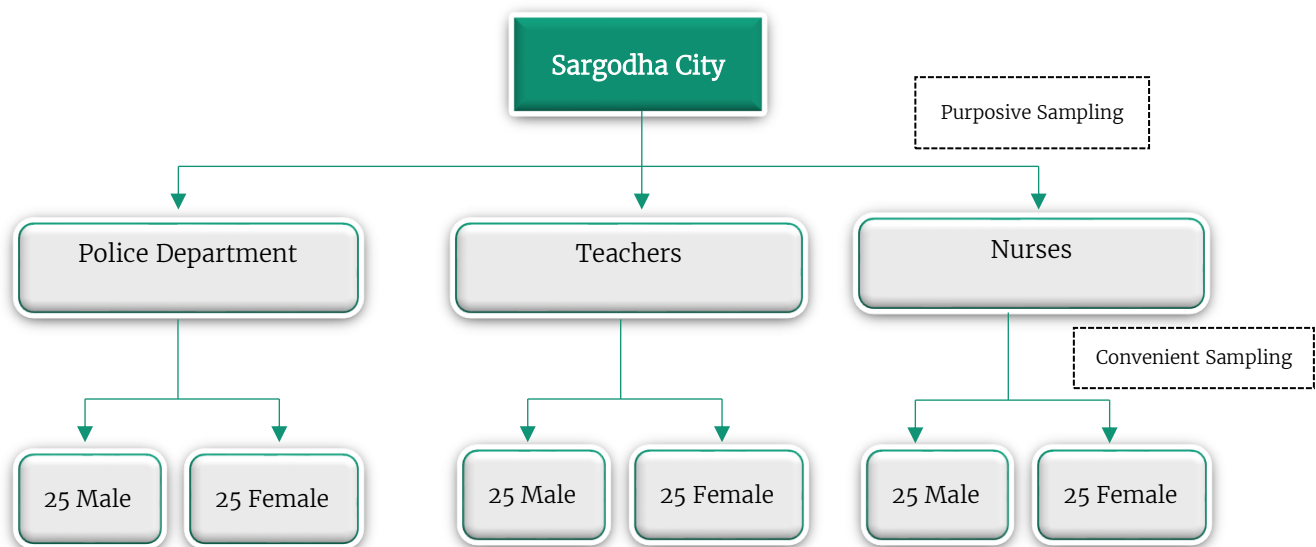 Sargodha City
Purposive Sampling
Police Department
Teachers
Nurses
Convenient Sampling
25 Male
25 Female
25 Male
25 Female
25 Male
25 Female